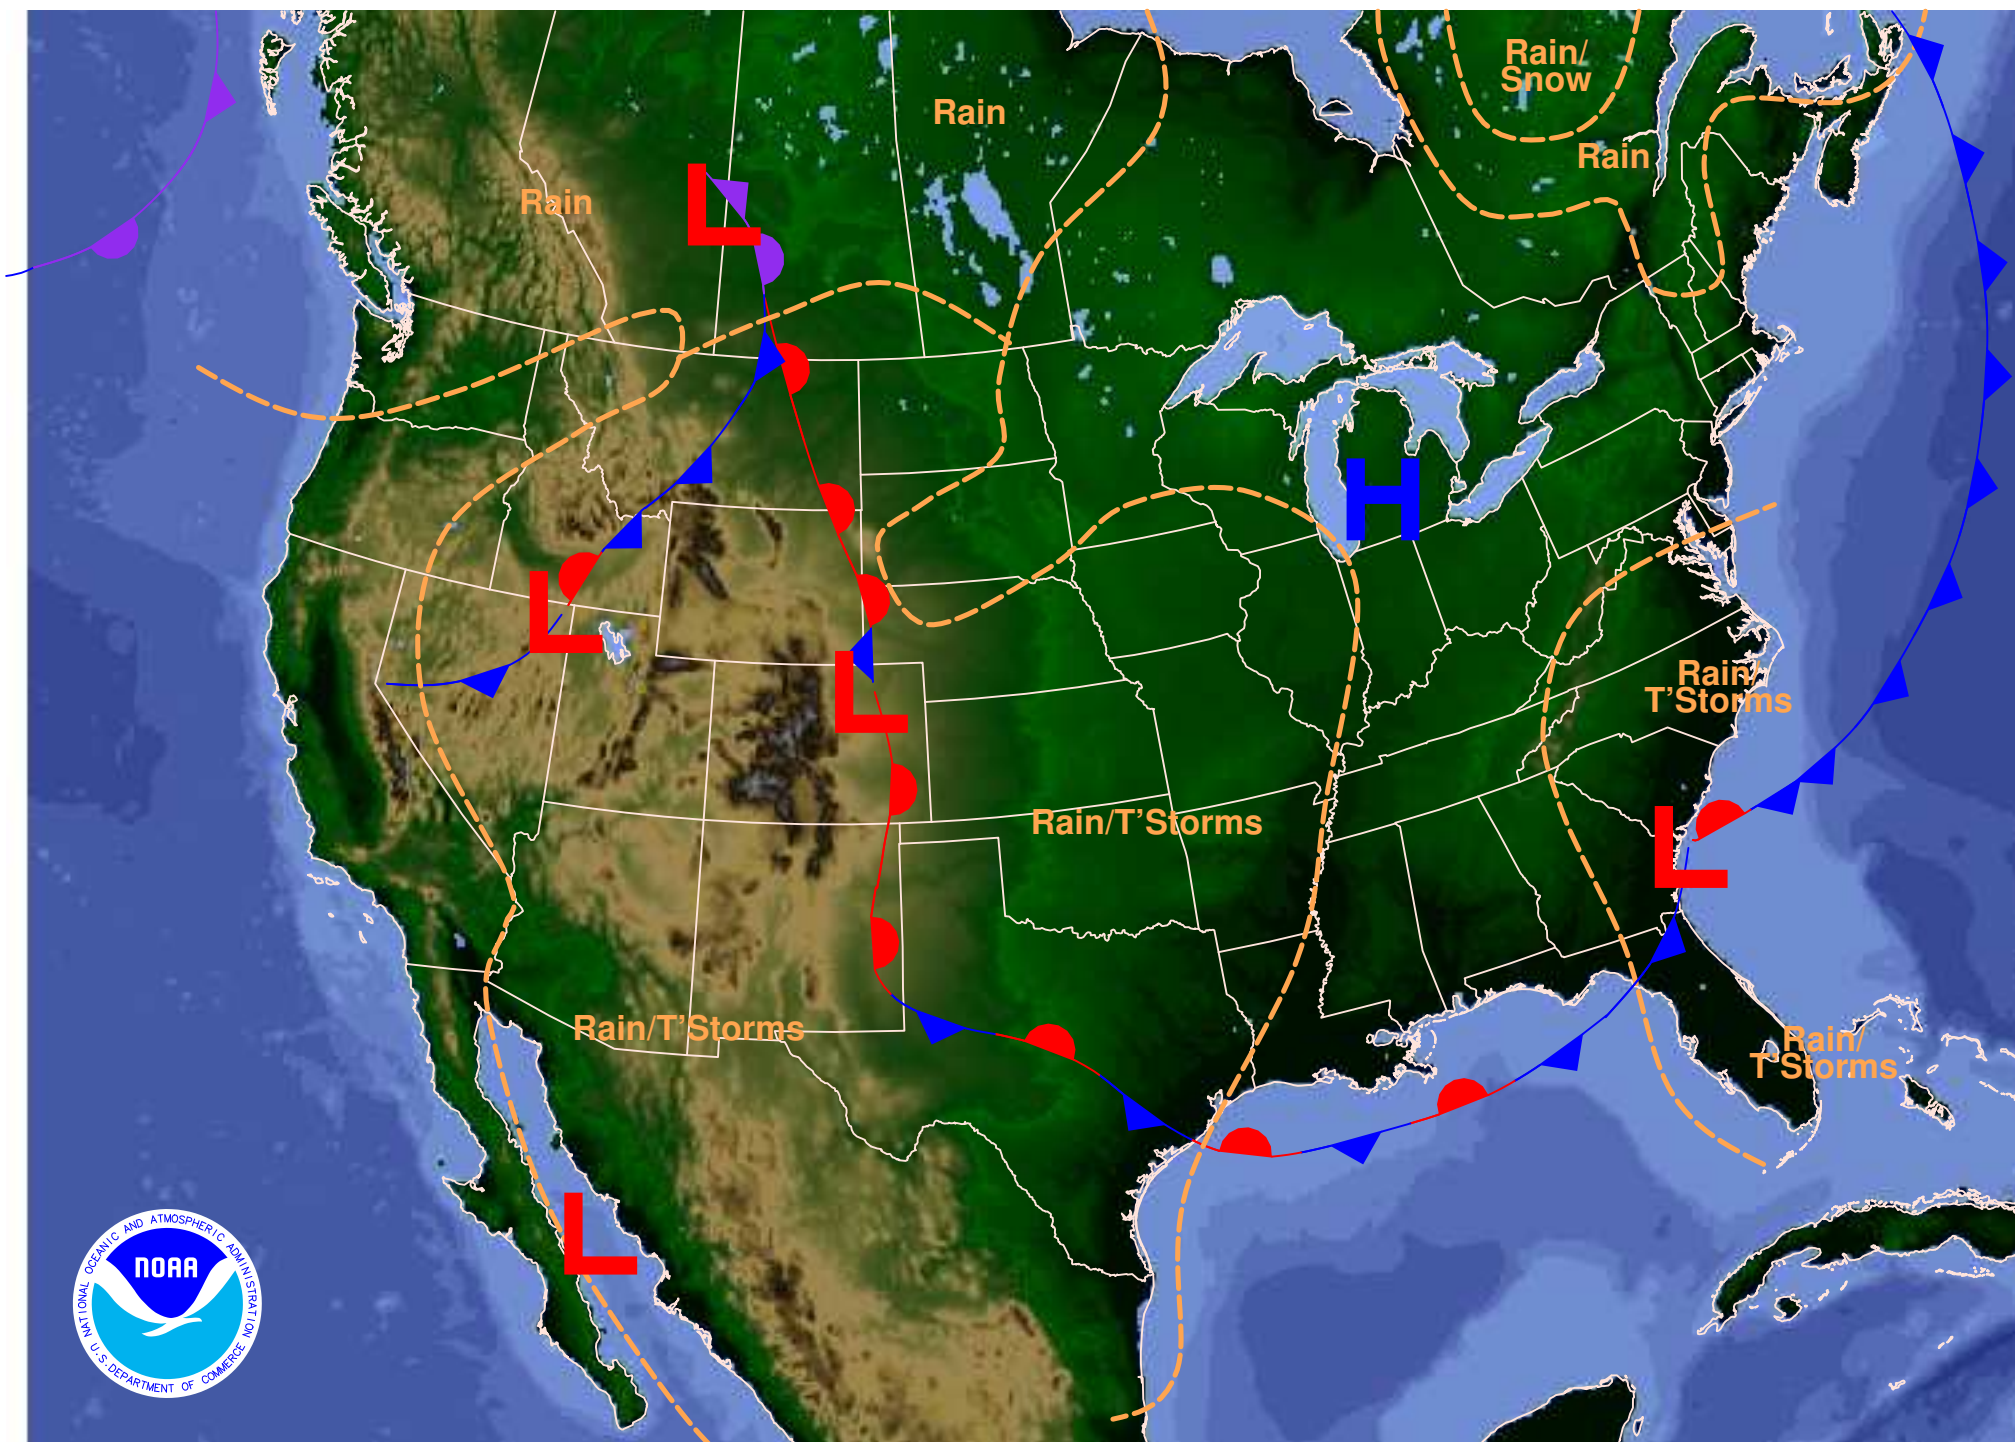 Rain/
Snow
Rain
Rain
Rain
L
H
L
L
Rain/
T'Storms
Rain/T'Storms
L
Rain/T'Storms
Rain/
T'Storms
L
NOAA
NATIONAL OCEANIC AND ATMOSPHERIC ADMINISTRATION
U.S. DEPARTMENT OF COMMERCE